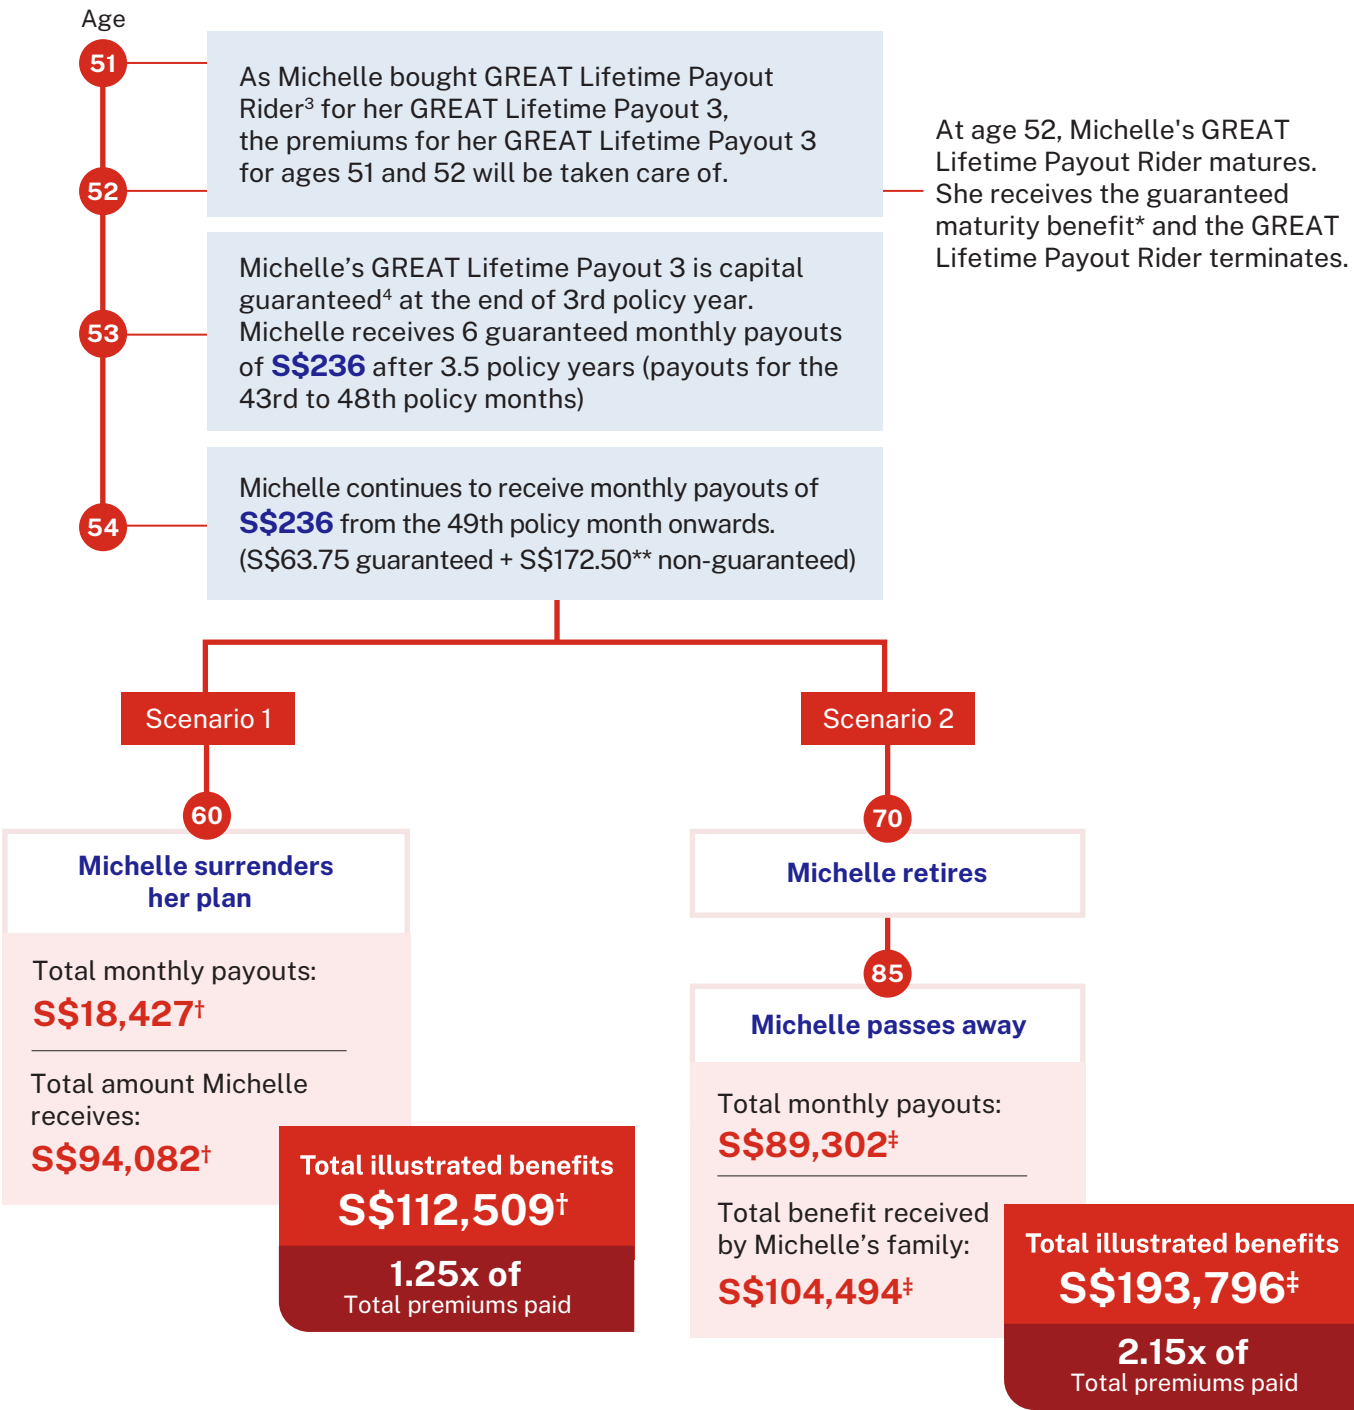 Age
51
As Michelle bought GREAT Lifetime Payout
Rider³ for her GREAT Lifetime Payout 3,
the premiums for her GREAT Lifetime Payout 3
for ages 51 and 52 will be taken care of.
52
At age 52, Michelle's GREAT
Lifetime Payout Rider matures.
She receives the guaranteed
maturity benefit* and the GREAT
Lifetime Payout Rider terminates.
53
Michelle’s GREAT Lifetime Payout 3 is capital
guaranteed⁴ at the end of 3rd policy year.
Michelle receives 6 guaranteed monthly payouts
of S$236 after 3.5 policy years (payouts for the
43rd to 48th policy months)
54
Michelle continues to receive monthly payouts of
S$236 from the 49th policy month onwards.
(S$63.75 guaranteed + S$172.50** non-guaranteed)
Scenario 1
60
Michelle surrenders
her plan
Total monthly payouts:
S$18,427†
Total amount Michelle
receives:
S$94,082†
Total illustrated benefits
S$112,509†
1.25x of
Total premiums paid
Scenario 2
70
Michelle retires
85
Michelle passes away
Total monthly payouts:
S$89,302‡
Total benefit received
by Michelle’s family:
S$104,494‡
Total illustrated benefits
S$193,796‡
2.15x of
Total premiums paid